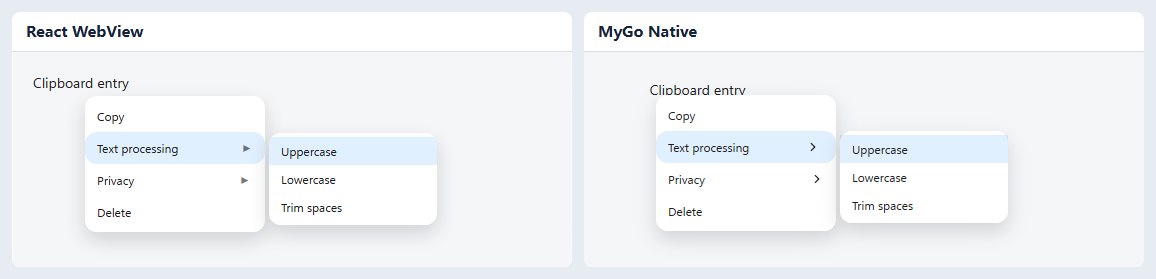 React WebView
Clipboard entry
Copy
Text processing
Privacy
Delete
Uppercase
Lowercase
Trim spaces
MyGo Native
Clipboard entry
Copy
Text processing
Privacy
Delete
Uppercase
Lowercase
Trim spaces